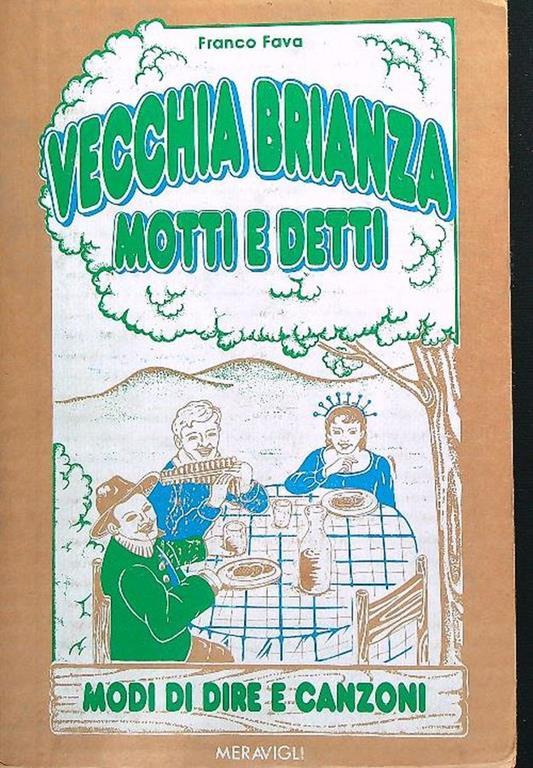 Franco Fava
VECCHIA BRIANZA
MOTTI E DETTI
MODI DI DIRE E CANZONI
MERAVIGLI